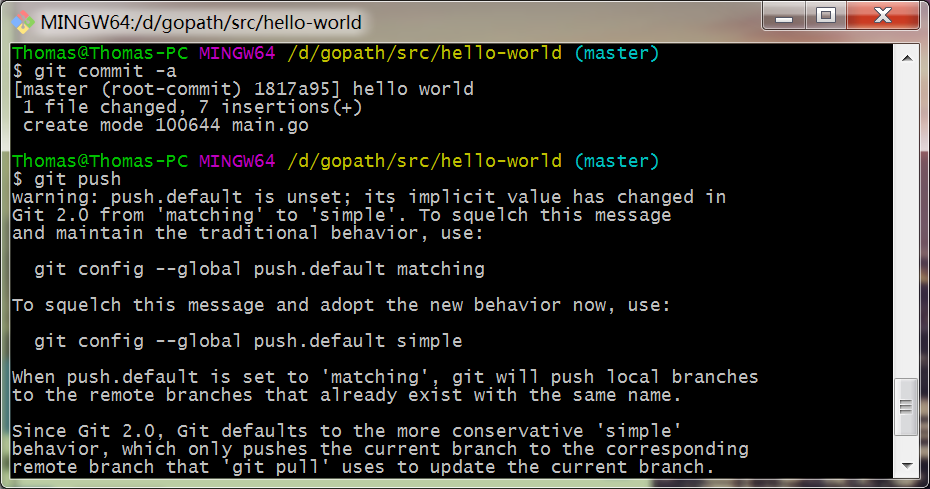 MINGW64:/d/gopath/src/hello-world
Thomas@Thomas-PC MINGW64 /d/gopath/src/hello-world (master)
$ git commit -a
[master (root-commit) 1817a95] hello world
 1 file changed, 7 insertions(+)
 create mode 100644 main.go

Thomas@Thomas-PC MINGW64 /d/gopath/src/hello-world (master)
$ git push
warning: push.default is unset; its implicit value has changed in
Git 2.0 from 'matching' to 'simple'. To squelch this message
and maintain the traditional behavior, use:

  git config --global push.default matching

To squelch this message and adopt the new behavior now, use:

  git config --global push.default simple

When push.default is set to 'matching', git will push local branches
to the remote branches that already exist with the same name.

Since Git 2.0, Git defaults to the more conservative 'simple'
behavior, which only pushes the current branch to the corresponding
remote branch that 'git pull' uses to update the current branch.